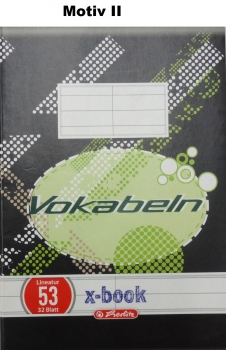 Motiv II
Vokabeln
Lineatur
53
32 Blatt
x-book
herlitz